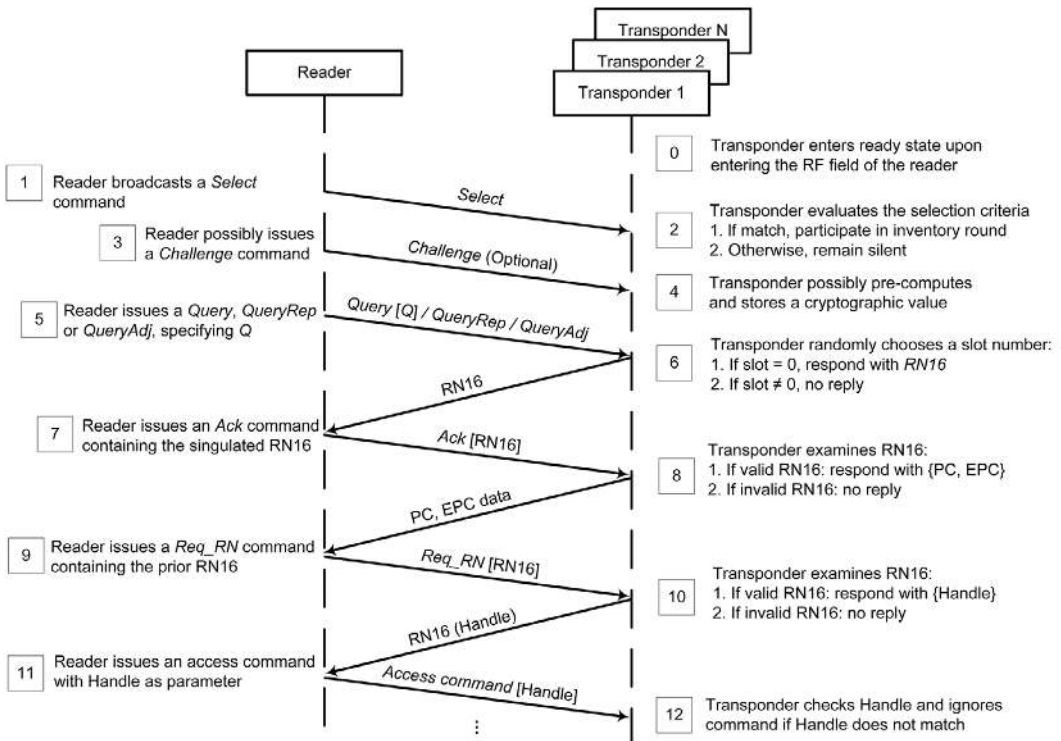 Transponder N
Transponder 2
Transponder 1
Reader
0
Transponder enters ready state upon
entering the RF field of the reader
1
Reader broadcasts a Select
command
Select
2
Transponder evaluates the selection criteria
1. If match, participate in inventory round
2. Otherwise, remain silent
3
Reader possibly issues
a Challenge command
Challenge (Optional)
4
Transponder possibly pre-computes
and stores a cryptographic value
5
Reader issues a Query, QueryRep
or QueryAdj, specifying Q
Query [Q] / QueryRep / QueryAdj
6
Transponder randomly chooses a slot number:
1. If slot = 0, respond with RN16
2. If slot ≠ 0, no reply
RN16
7
Reader issues an Ack command
containing the singulated RN16
Ack [RN16]
8
Transponder examines RN16:
1. If valid RN16: respond with {PC, EPC}
2. If invalid RN16: no reply
PC, EPC data
9
Reader issues a Req_RN command
containing the prior RN16
Req_RN [RN16]
10
Transponder examines RN16:
1. If valid RN16: respond with {Handle}
2. If invalid RN16: no reply
RN16 (Handle)
11
Reader issues an access command
with Handle as parameter
Access command [Handle]
12
Transponder checks Handle and ignores
command if Handle does not match
⋮